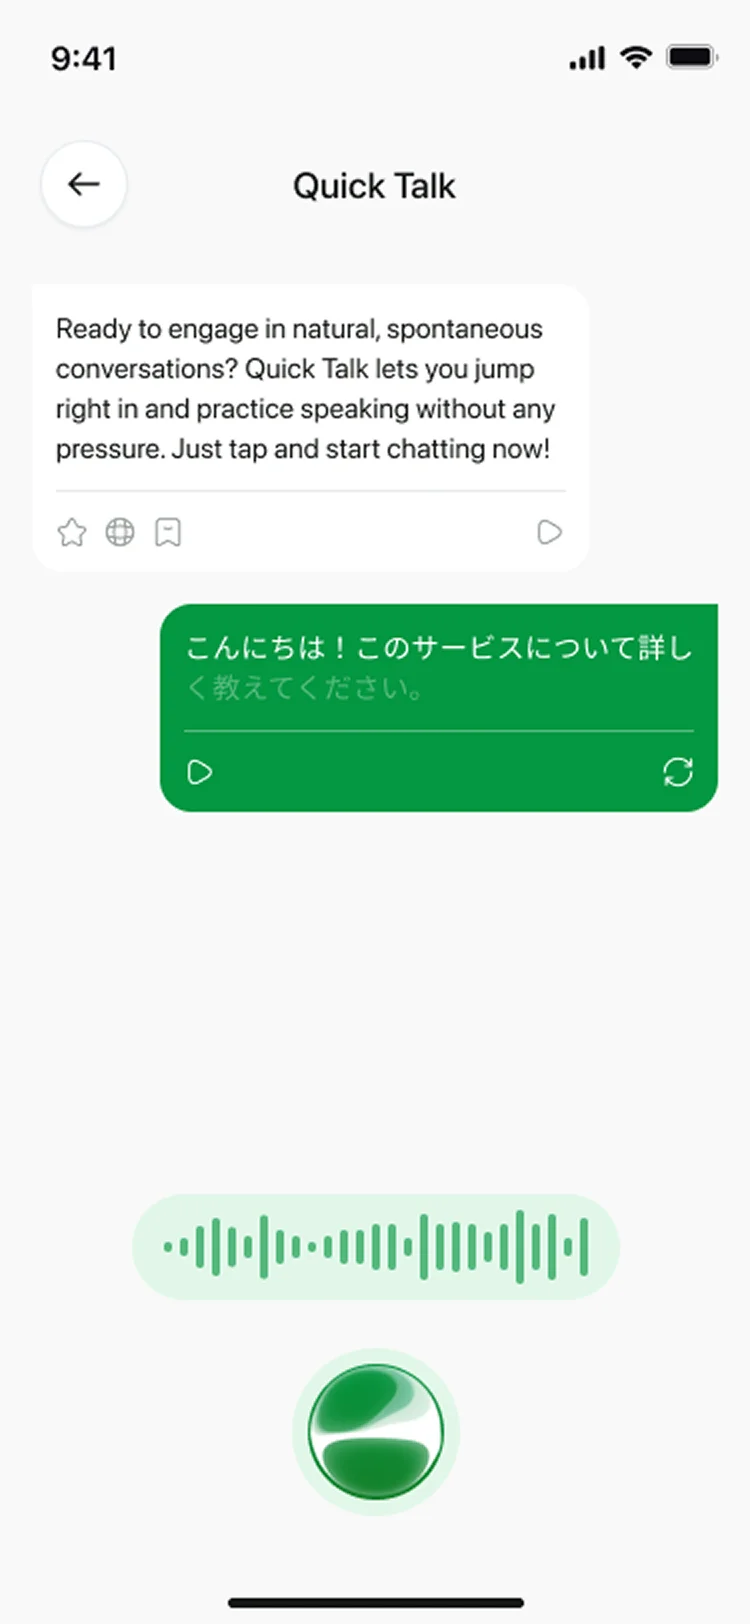 9:41
Quick Talk
Ready to engage in natural, spontaneous
conversations? Quick Talk lets you jump
right in and practice speaking without any
pressure. Just tap and start chatting now!
こんにちは！このサービスについて詳し
く教えてください。